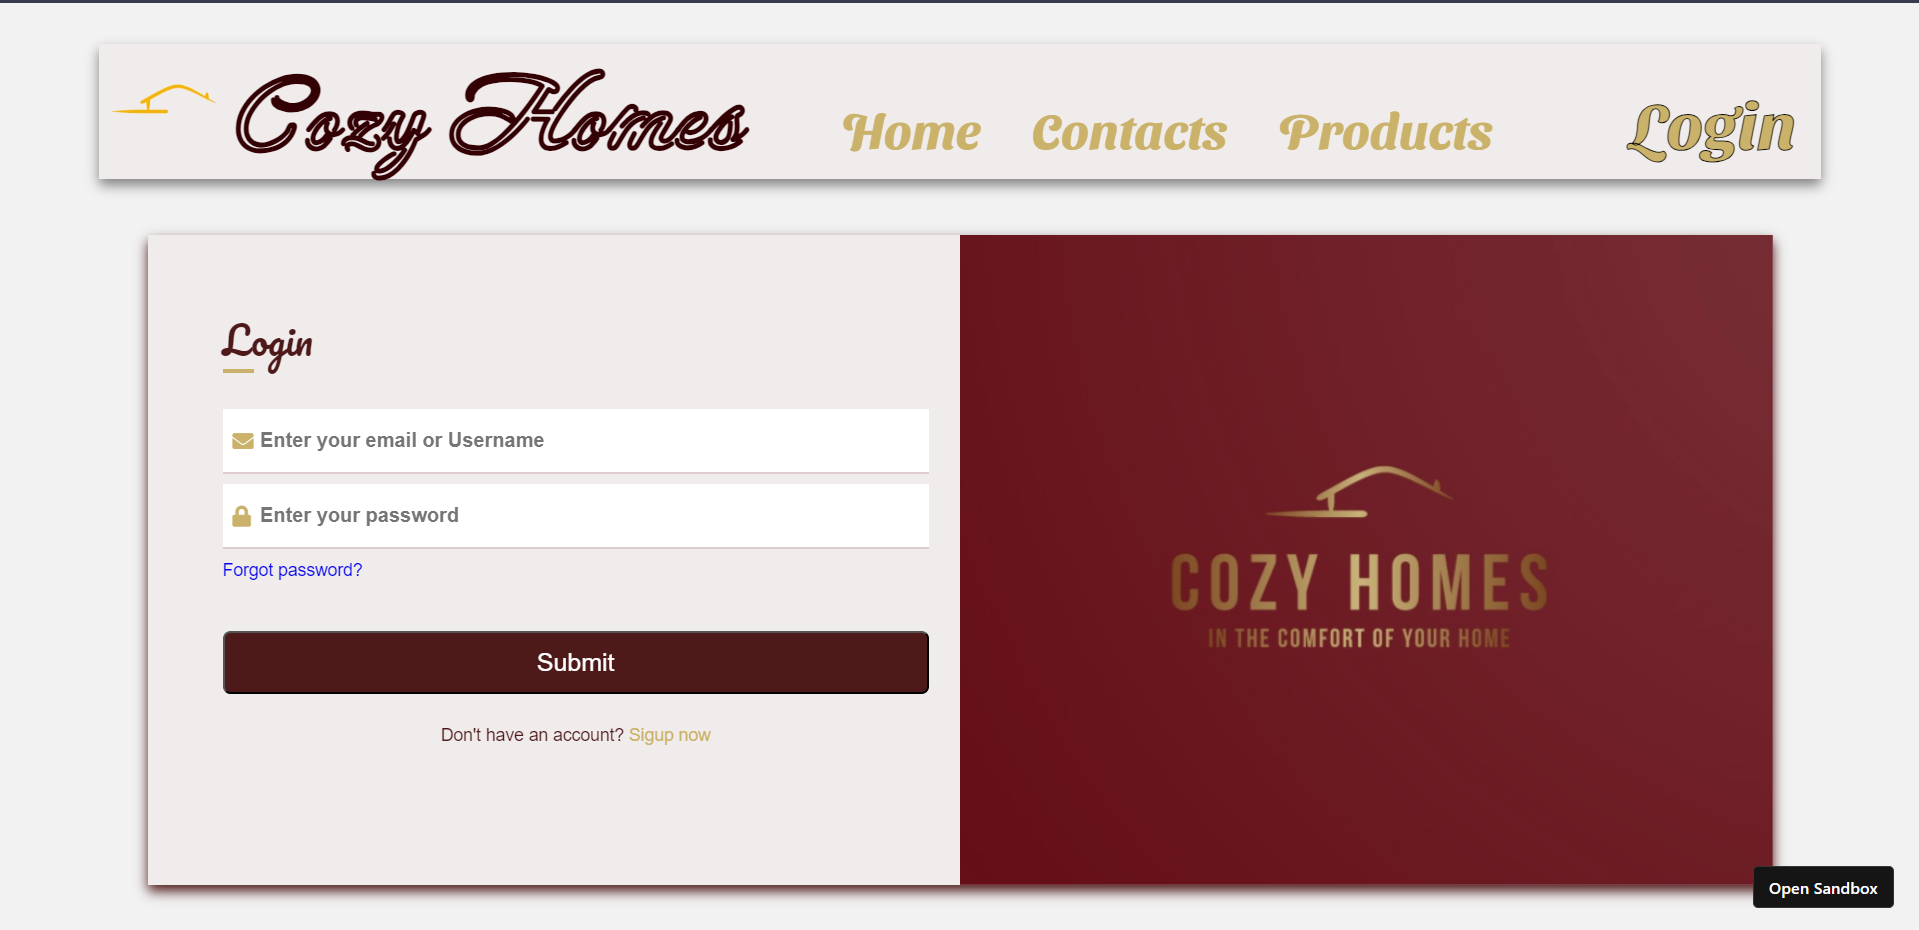 Cozy Homes
Home Contacts Products Login
Login
Enter your email or Username
Enter your password
Forgot password?
Submit
Don't have an account? Sigup now
COZY HOMES
IN THE COMFORT OF YOUR HOME
Open Sandbox